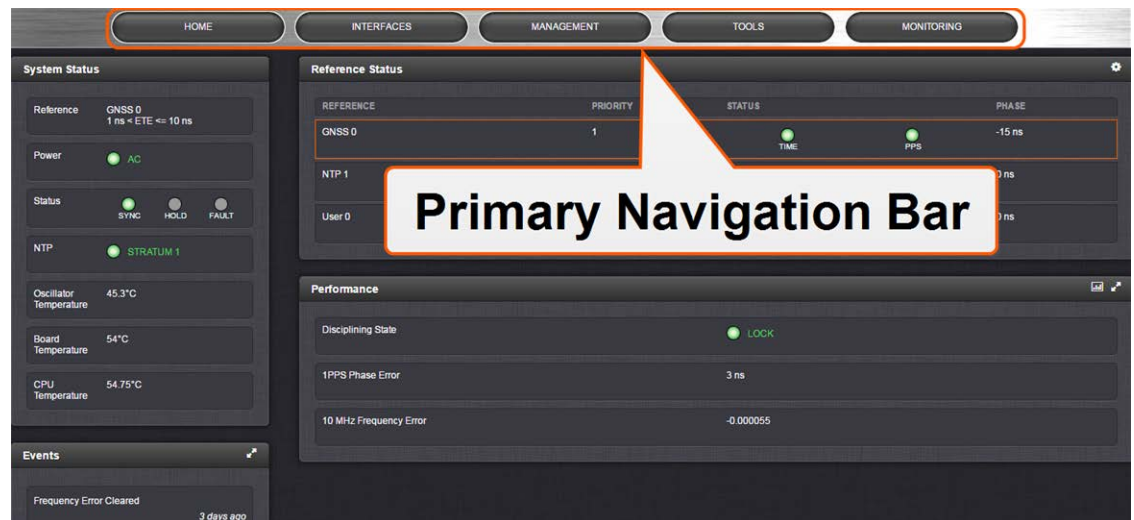 HOME INTERFACES MANAGEMENT TOOLS MONITORING
System Status
Reference GNSS 0
1 ns < ETE <= 10 ns
Power AC
Status SYNC HOLD FAULT
NTP STRATUM 1
Oscillator Temperature 45.3°C
Board Temperature 54°C
CPU Temperature 54.75°C
Events
Frequency Error Cleared
3 days ago
Reference Status
REFERENCE PRIORITY STATUS PHASE
GNSS 0 1 TIME PPS -15 ns
NTP 1 ns
User 0 ns
Primary Navigation Bar
Performance
Disciplining State LOCK
1PPS Phase Error 3 ns
10 MHz Frequency Error -0.000055